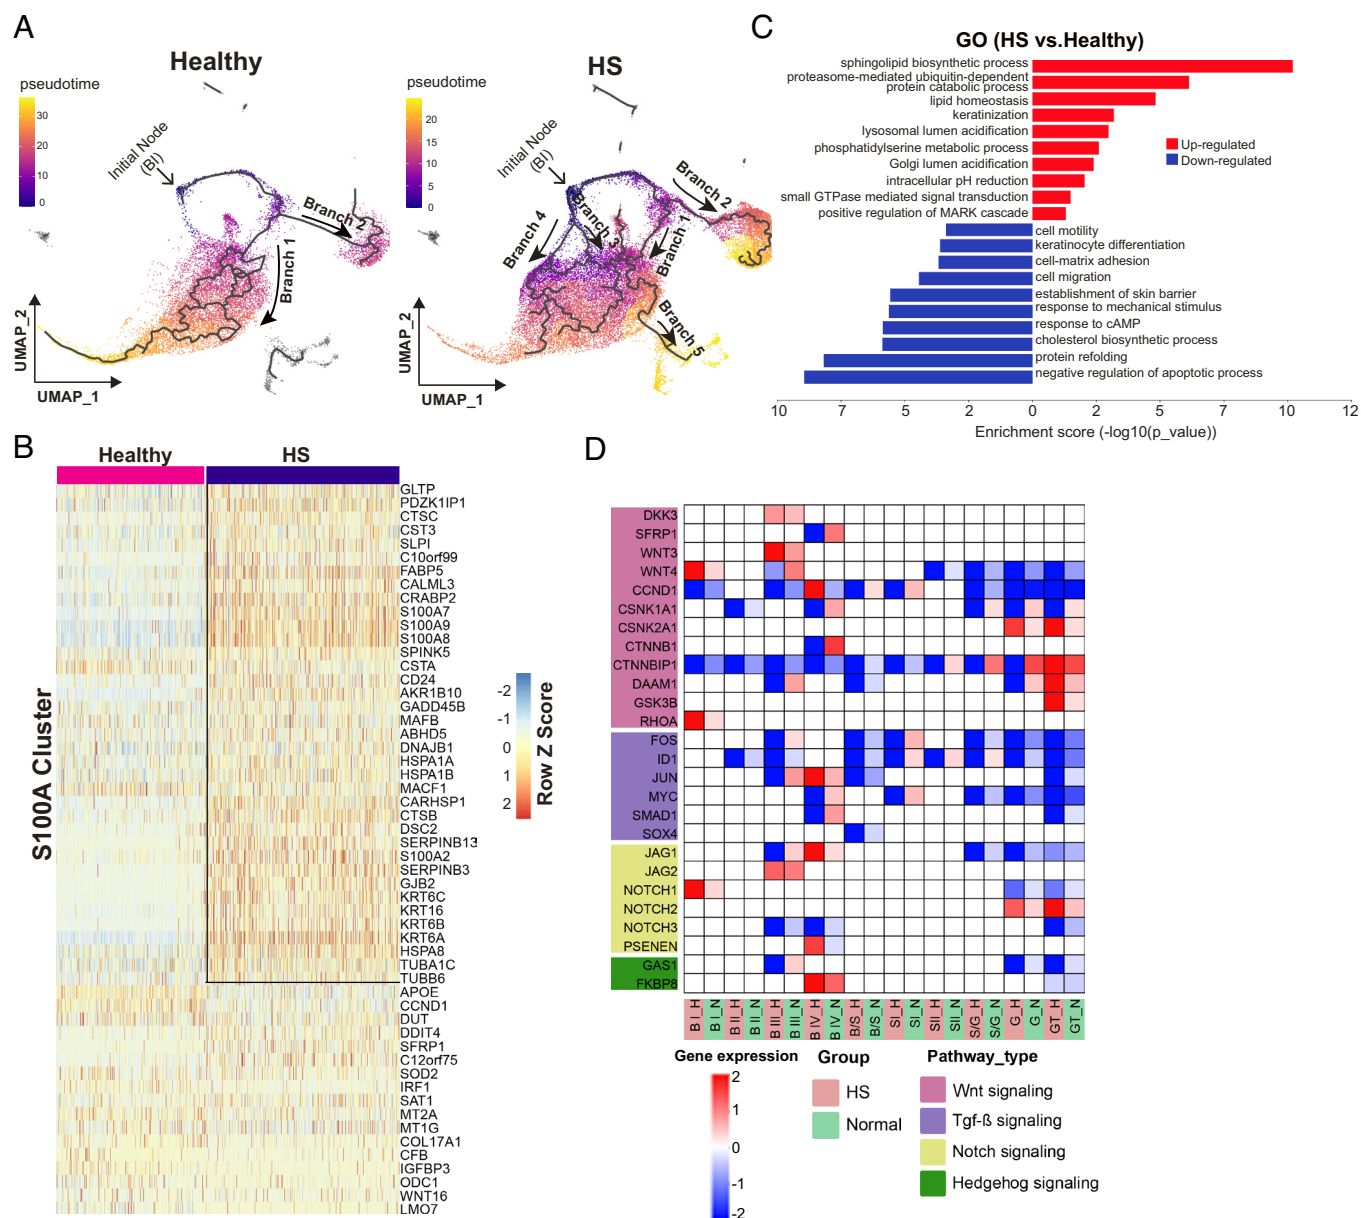 A
Healthy
pseudotime
30
20
10
0
Initial Node
(BI)
Branch 2
Branch 1
UMAP_2
UMAP_1
HS
pseudotime
20
15
10
5
0
Initial Node
(BI)
Branch 4
Branch 3
Branch 1
Branch 2
Branch 5
UMAP_2
UMAP_1
C
GO (HS vs.Healthy)
sphingolipid biosynthetic process
proteasome-mediated ubiquitin-dependent
protein catabolic process
lipid homeostasis
keratinization
lysosomal lumen acidification
phosphatidylserine metabolic process
Golgi lumen acidification
intracellular pH reduction
small GTPase mediated signal transduction
positive regulation of MARK cascade
Up-regulated
Down-regulated
cell motility
keratinocyte differentiation
cell-matrix adhesion
cell migration
establishment of skin barrier
response to mechanical stimulus
response to cAMP
cholesterol biosynthetic process
protein refolding
negative regulation of apoptotic process
10 7 5 2 0 2 5 7 10 12
Enrichment score (-log10(p_value))
B
Healthy
HS
S100A Cluster
GLTP
PDZK1IP1
CTSC
CST3
SLPI
C10orf99
FABP5
CALML3
CRABP2
S100A7
S100A9
S100A8
SPINK5
CSTA
CD24
AKR1B10
GADD45B
MAFB
ABHD5
DNAJB1
HSPA1A
HSPA1B
MACF1
CARHSP1
CTSB
DSC2
SERPINB13
S100A2
SERPINB3
GJB2
KRT6C
KRT16
KRT6B
KRT6A
HSPA8
TUBA1C
TUBB6
APOE
CCND1
DUT
DDIT4
SFRP1
C12orf75
SOD2
IRF1
SAT1
MT2A
MT1G
COL17A1
CFB
IGFBP3
ODC1
WNT16
LMO7
-2
-1
0
1
2
Row Z Score
D
DKK3
SFRP1
WNT3
WNT4
CCND1
CSNK1A1
CSNK2A1
CTNNB1
CTNNBIP1
DAAM1
GSK3B
RHOA
FOS
ID1
JUN
MYC
SMAD1
SOX4
JAG1
JAG2
NOTCH1
NOTCH2
NOTCH3
PSENEN
GAS1
FKBP8
B I_H
B I_N
B II_H
B II_N
B III_H
B III_N
B IV_H
B IV_N
B/S_H
B/S_N
SI_H
SI_N
SII_H
SII_N
S/G_H
S/G_N
G_H
G_N
GT_H
GT_N
Gene expression
2
1
0
-1
-2
Group
HS
Normal
Pathway_type
Wnt signaling
Tgf-ß signaling
Notch signaling
Hedgehog signaling